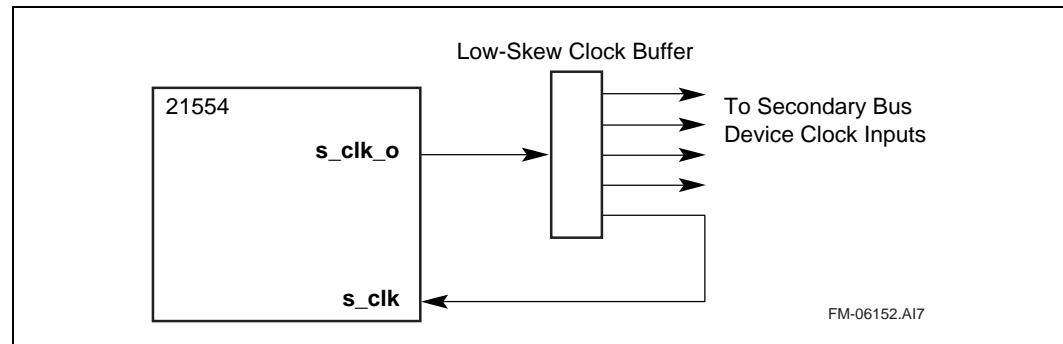 Low-Skew Clock Buffer
21554
s_clk_o
To Secondary Bus
Device Clock Inputs
s_clk
FM-06152.AI7